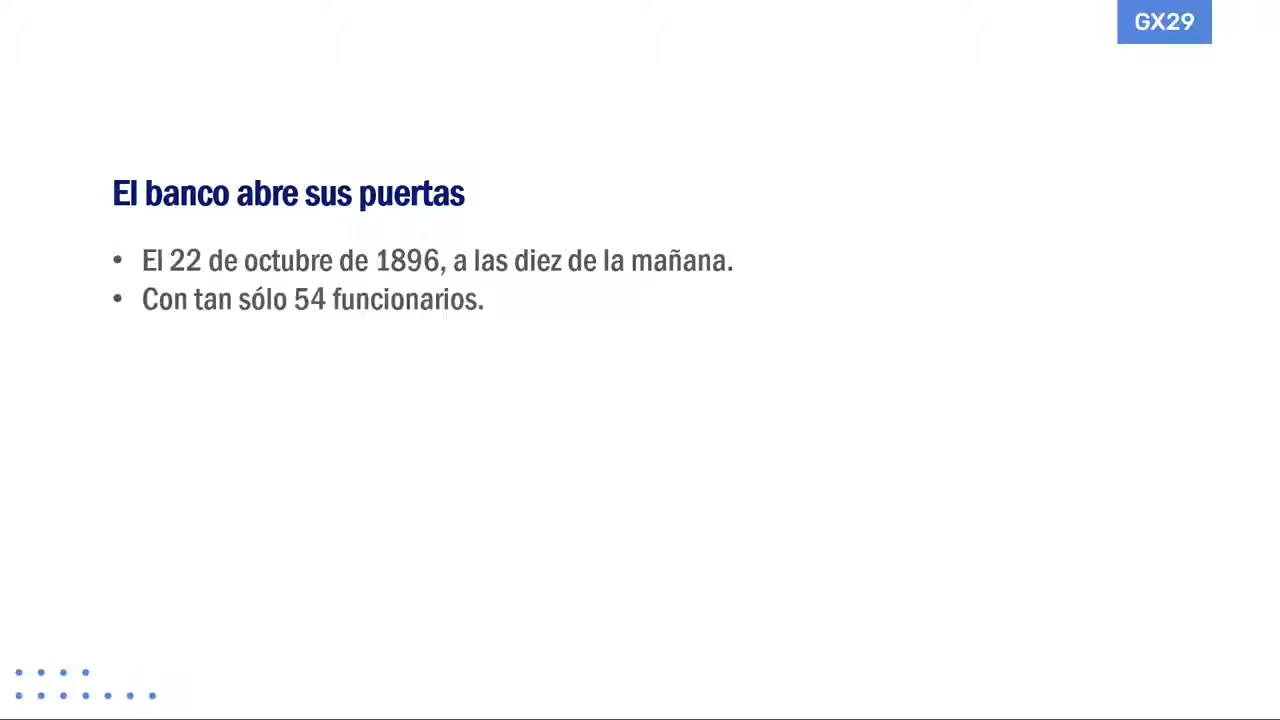 GX29
El banco abre sus puertas
• El 22 de octubre de 1896, a las diez de la mañana.
• Con tan sólo 54 funcionarios.